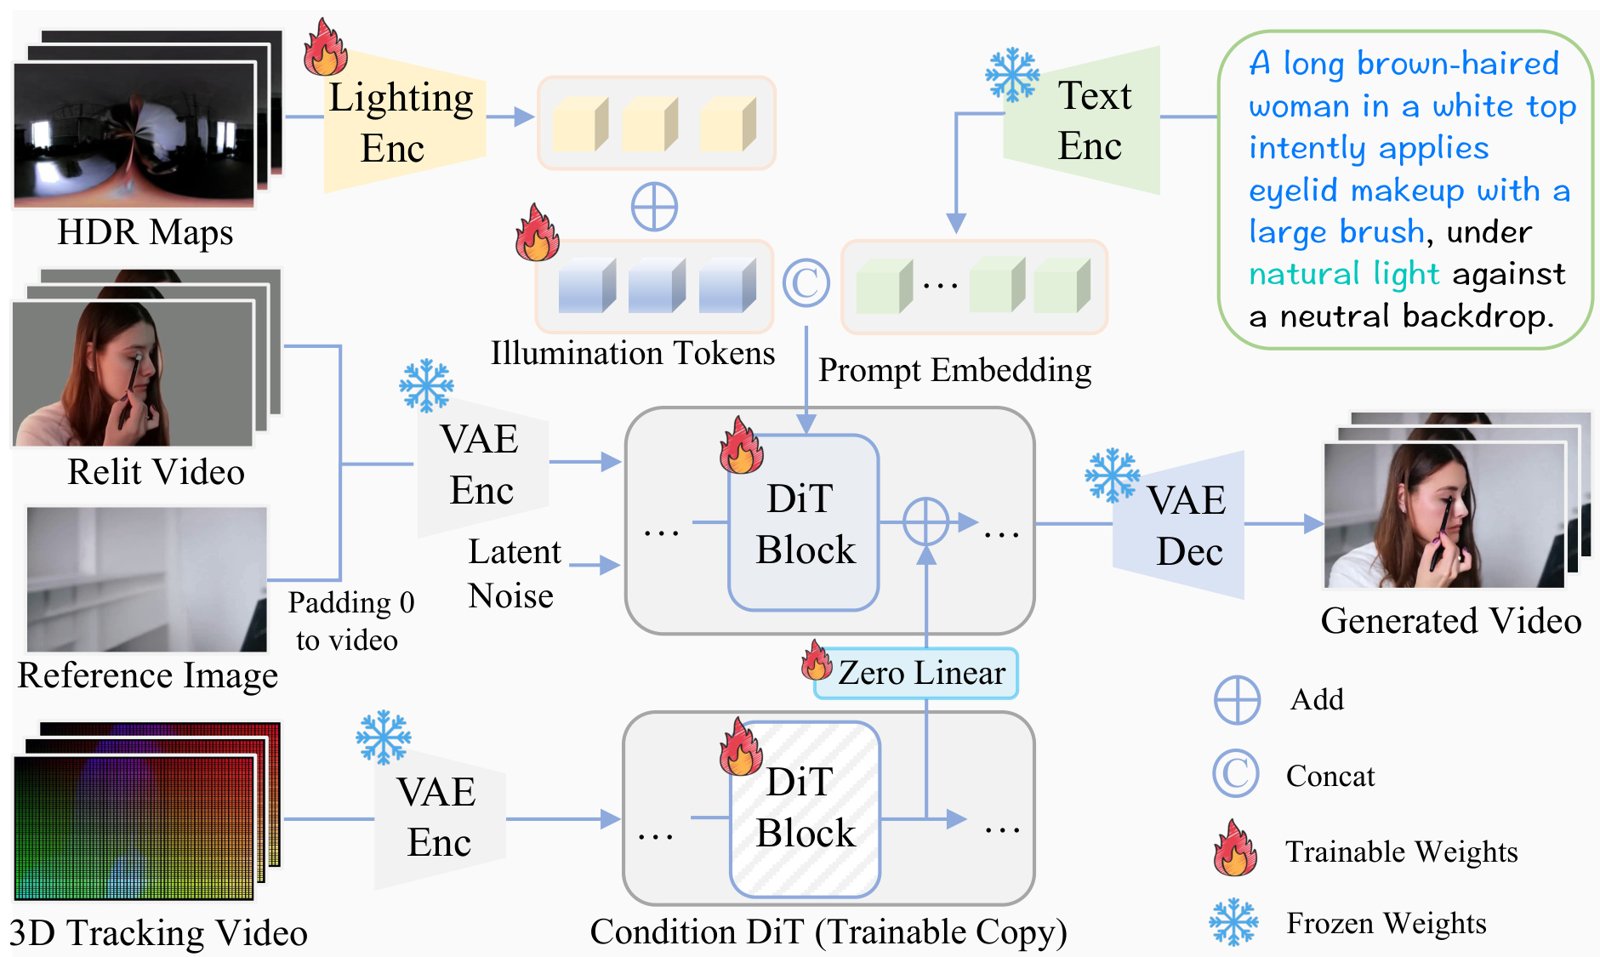 Lighting
Enc
HDR Maps
Text
Enc
A long brown-haired
woman in a white top
intently applies
eyelid makeup with a
large brush, under
natural light against
a neutral backdrop.
C
...
Illumination Tokens
Prompt Embedding
Relit Video
VAE
Enc
Latent
Noise
Reference Image
Padding 0
to video
...
DiT
Block
...
VAE
Dec
Generated Video
Zero Linear
3D Tracking Video
VAE
Enc
...
DiT
Block
...
Condition DiT (Trainable Copy)
Add
C
Concat
Trainable Weights
Frozen Weights